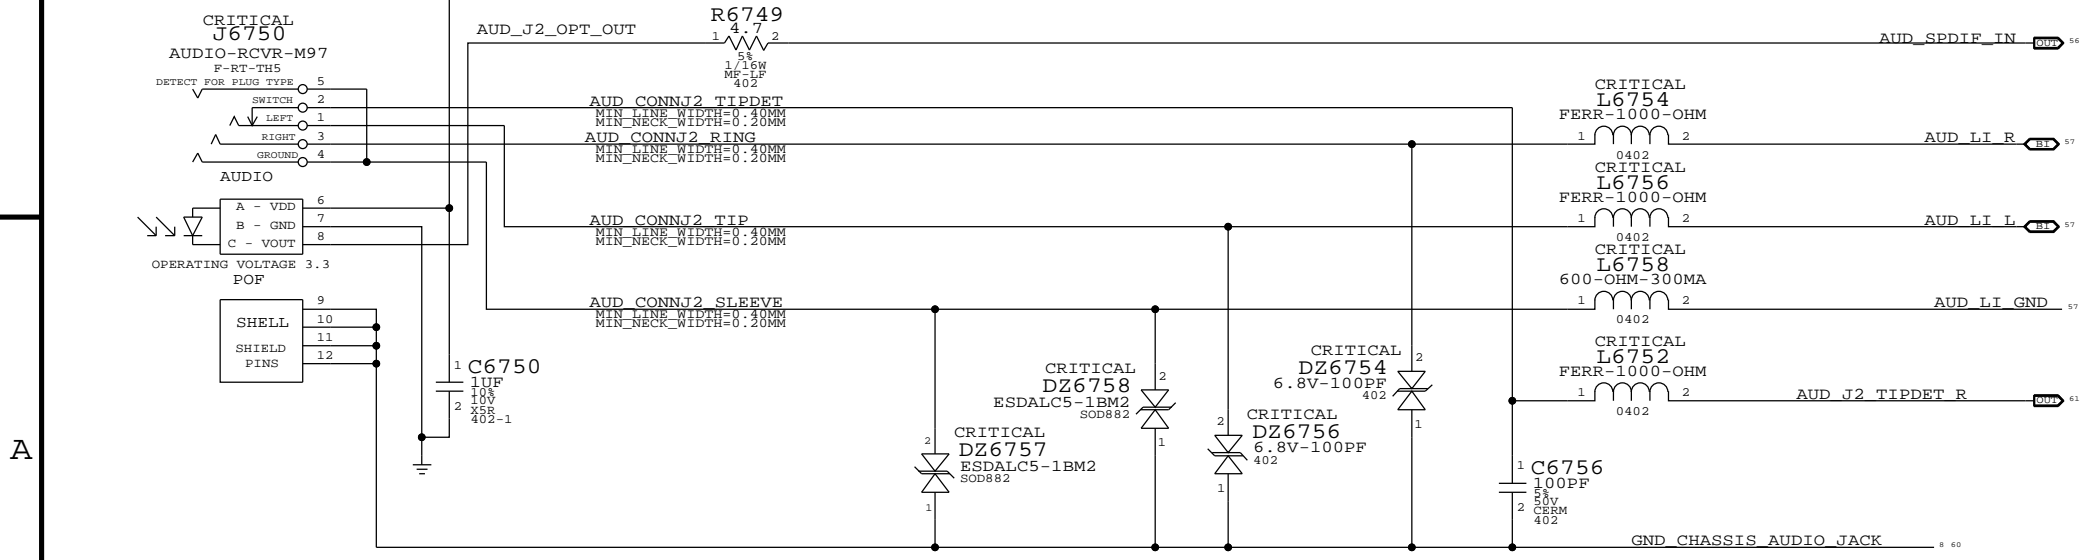 CRITICAL
J6750
AUDIO-RCVR-M97
F-RT-TH5
DETECT FOR PLUG TYPE 5
SWITCH 2
LEFT 1
RIGHT 3
GROUND 4
AUDIO
A - VDD 6
B - GND 7
C - VOUT 8
OPERATING VOLTAGE 3.3
POF
SHELL
SHIELD
PINS
9
10
11
12
A
AUD_J2_OPT_OUT
R6749
4.7
1 2
5%
1/16W
MF-LF
402
AUD_SPDIF_IN OUT 56
AUD_CONNJ2_TIPDET
MIN_LINE_WIDTH=0.40MM
MIN_NECK_WIDTH=0.20MM
AUD_CONNJ2_RING
MIN_LINE_WIDTH=0.40MM
MIN_NECK_WIDTH=0.20MM
AUD_CONNJ2_TIP
MIN_LINE_WIDTH=0.40MM
MIN_NECK_WIDTH=0.20MM
AUD_CONNJ2_SLEEVE
MIN_LINE_WIDTH=0.40MM
MIN_NECK_WIDTH=0.20MM
CRITICAL
L6754
FERR-1000-OHM
1 2
0402
AUD_LI_R BI 57
CRITICAL
L6756
FERR-1000-OHM
1 2
0402
AUD_LI_L BI 57
CRITICAL
L6758
600-OHM-300MA
1 2
0402
AUD_LI_GND 57
CRITICAL
L6752
FERR-1000-OHM
1 2
0402
AUD_J2_TIPDET_R OUT 61
1 C6750
1UF
10%
10V
2 X5R
402-1
CRITICAL
DZ6757
ESDALC5-1BM2
SOD882
2
1
CRITICAL
DZ6758
ESDALC5-1BM2
SOD882
2
1
CRITICAL
DZ6756
6.8V-100PF
402
2
1
CRITICAL
DZ6754
6.8V-100PF
402
2
1
1 C6756
100PF
5%
50V
2 CERM
402
GND_CHASSIS_AUDIO_JACK 8 60